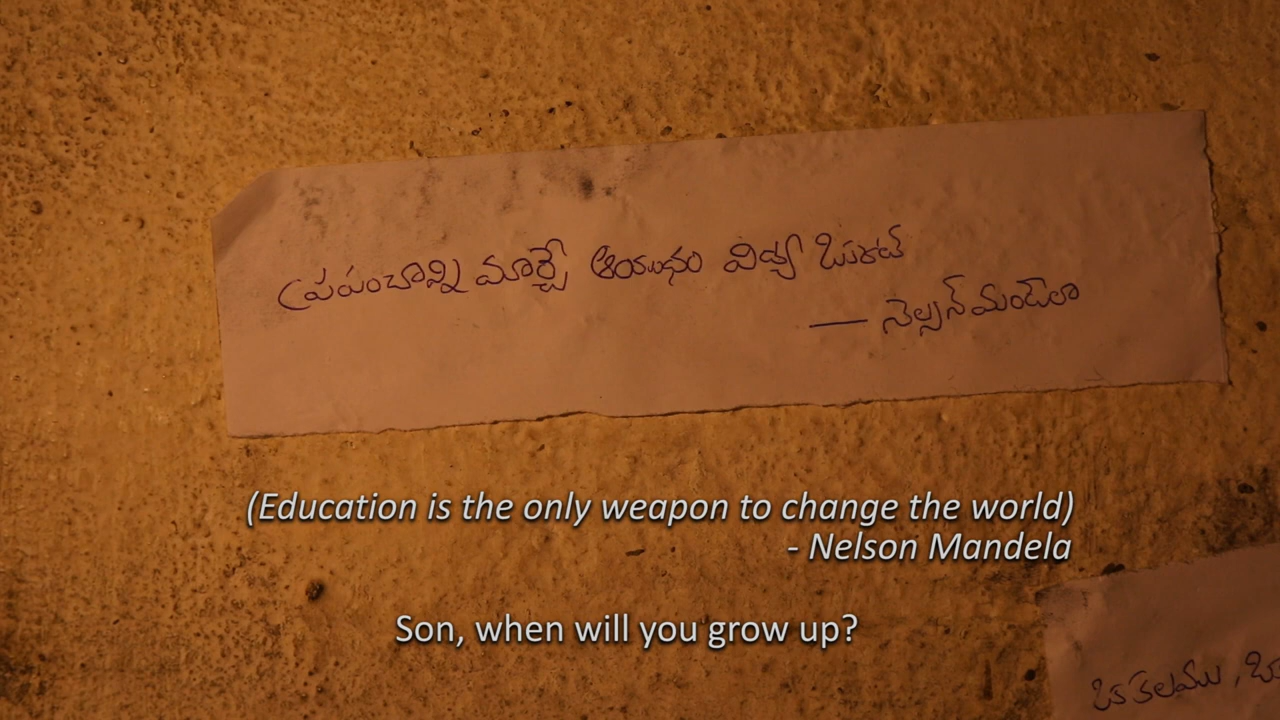 ప్రపంచాన్ని మార్చే ఆయుధం విద్య ఒకటే
— నెల్సన్ మండేలా
(Education is the only weapon to change the world)
- Nelson Mandela
Son, when will you grow up?
ఒక కలము,